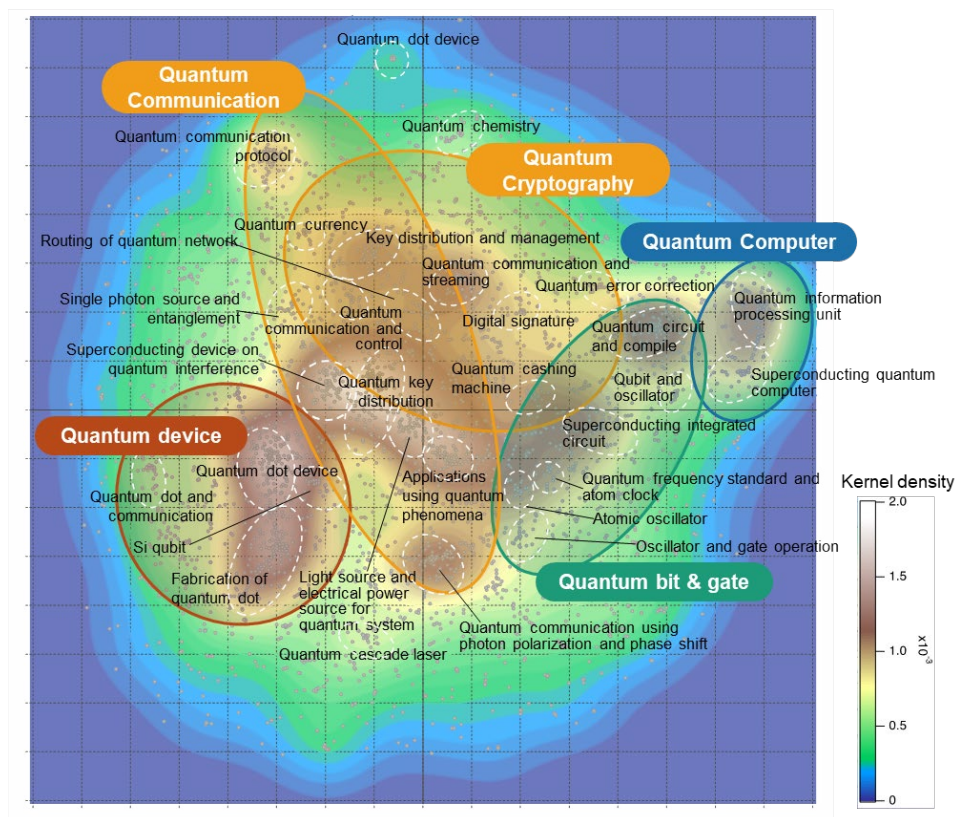 Quantum dot device
Quantum
Communication
Quantum chemistry
Quantum communication
protocol
Quantum
Cryptography
Quantum currency
Routing of quantum network
Key distribution and management
Quantum Computer
Quantum communication and
streaming
Quantum error correction
Single photon source and
entanglement
Quantum
communication and
control
Digital signature
Quantum circuit
and compile
Quantum information
processing unit
Superconducting device on
quantum interference
Quantum key
distribution
Quantum cashing
machine
Qubit and
oscillator
Superconducting quantum
computer
Quantum device
Superconducting integrated
circuit
Quantum dot device
Applications
using quantum
phenomena
Quantum frequency standard and
atom clock
Quantum dot and
communication
Atomic oscillator
Si qubit
Oscillator and gate operation
Fabrication of
quantum dot
Light source and
electrical power
source for
quantum system
Quantum bit & gate
Quantum communication using
photon polarization and phase shift
Quantum cascade laser
Kernel density
2.0
1.5
1.0
0.5
0
x10⁻³